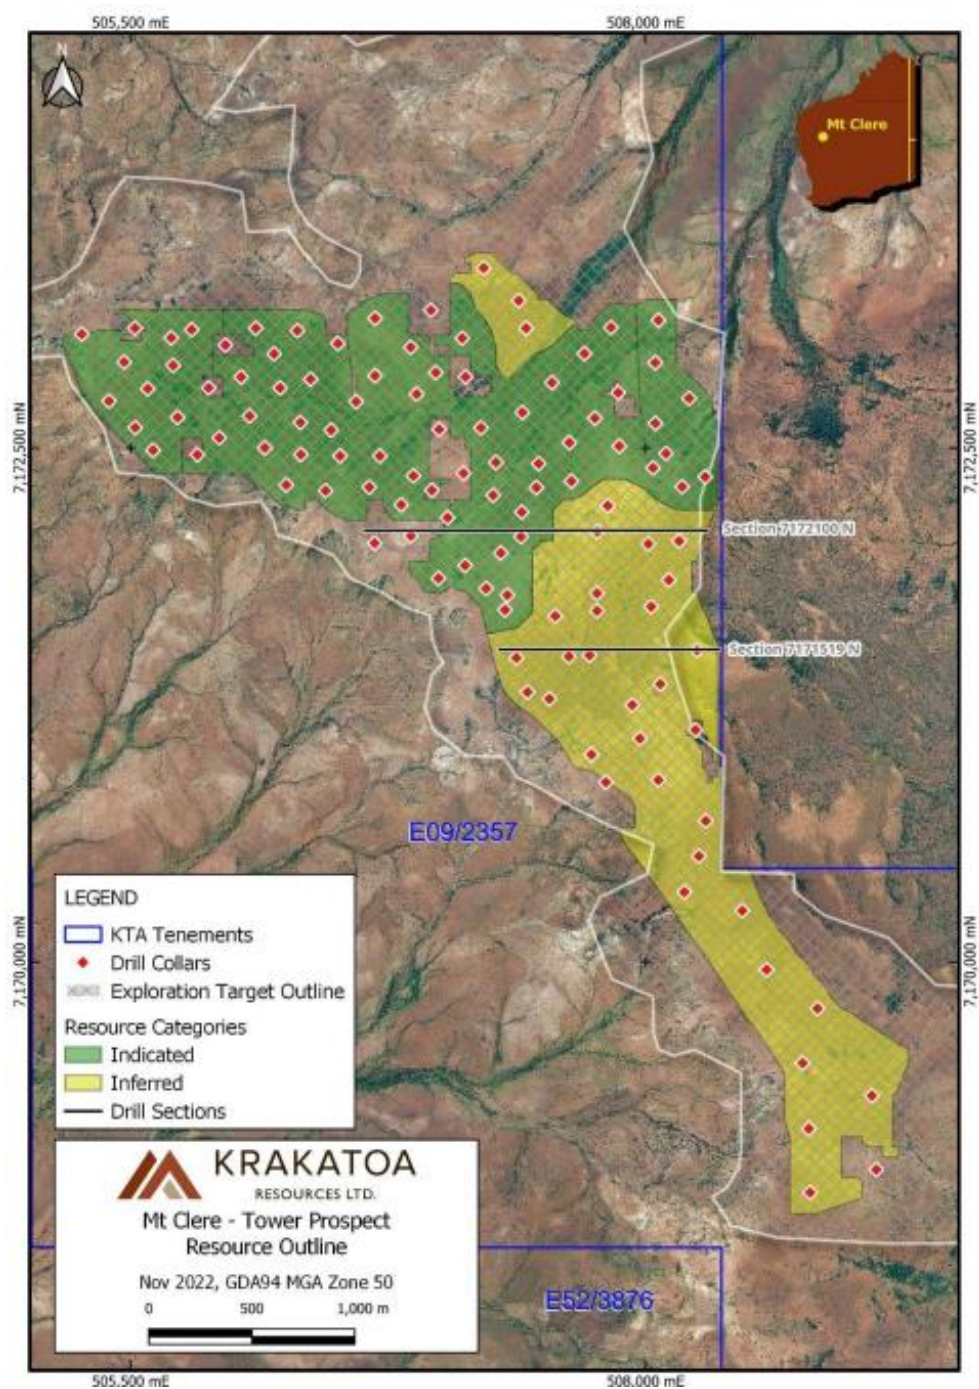 505,500 mE
508,000 mE
N
Mt Clere
7,172,500 mN
7,172,500 mN
Section 7172100 N
Section 7171519 N
E09/2357
7,170,000 mN
7,170,000 mN
LEGEND
KTA Tenements
Drill Collars
Exploration Target Outline
Resource Categories
Indicated
Inferred
Drill Sections
KRAKATOA
RESOURCES LTD.
Mt Clere - Tower Prospect
Resource Outline
Nov 2022, GDA94 MGA Zone 50
0 500 1,000 m
E52/3876
505,500 mE
508,000 mE